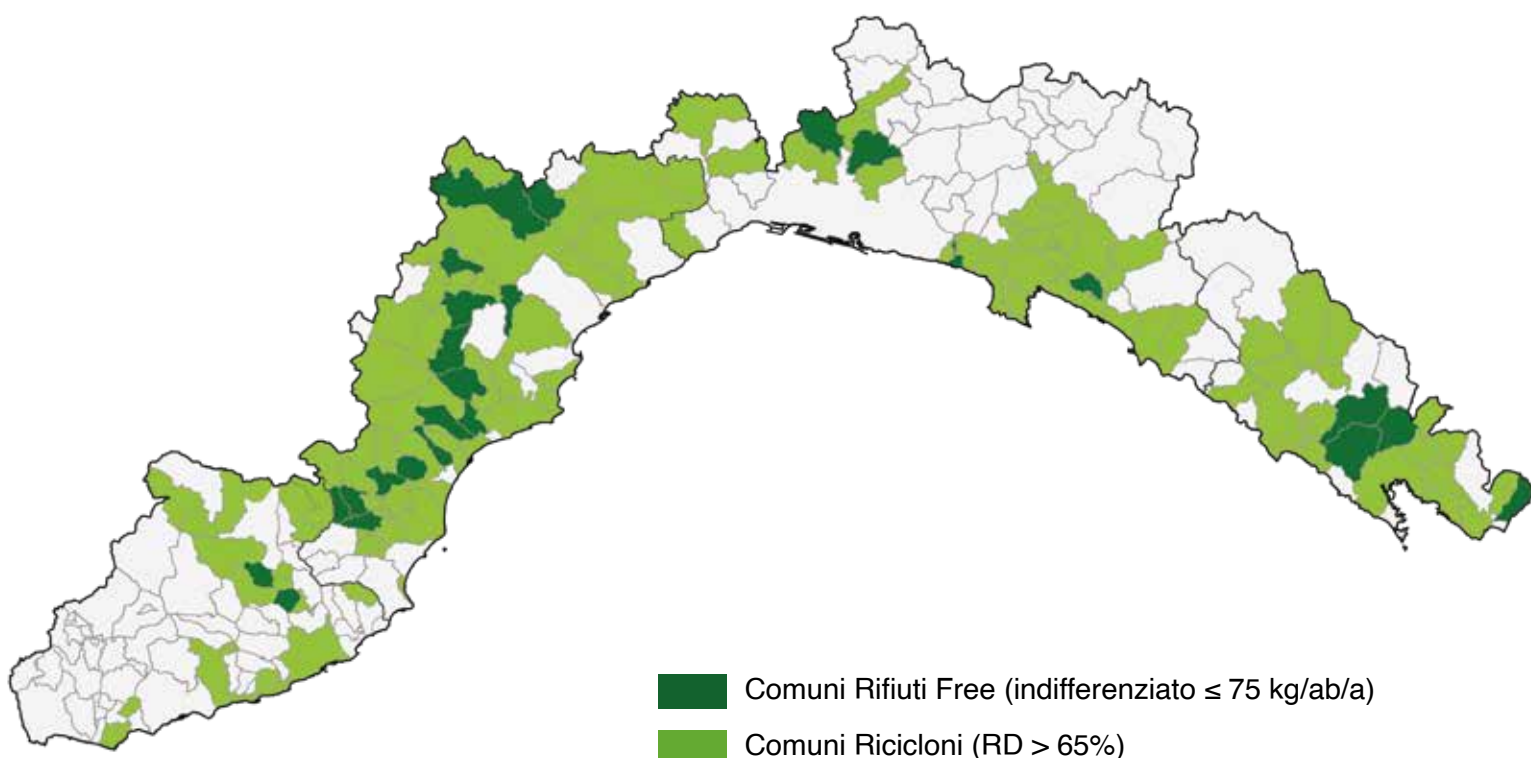 Comuni Rifiuti Free (indifferenziato ≤ 75 kg/ab/a)
Comuni Ricicloni (RD > 65%)